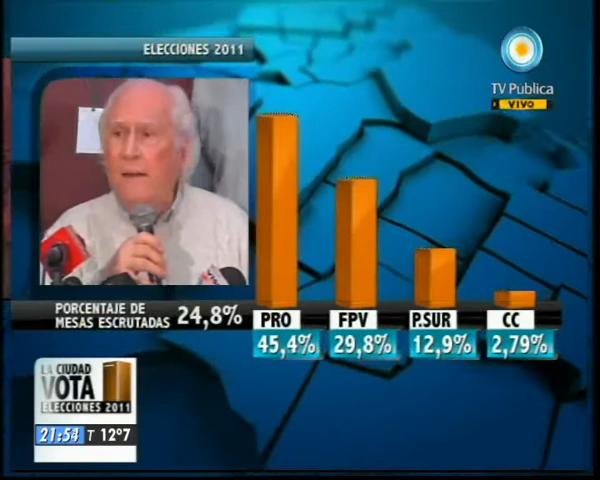 ELECCIONES 2011
TV Pública
VIVO
PORCENTAJE DE
MESAS ESCRUTADAS 24,8%
PRO FPV P.SUR CC
45,4% 29,8% 12,9% 2,79%
LA CIUDAD
VOTA
ELECCIONES 2011
21:54 T 12°7